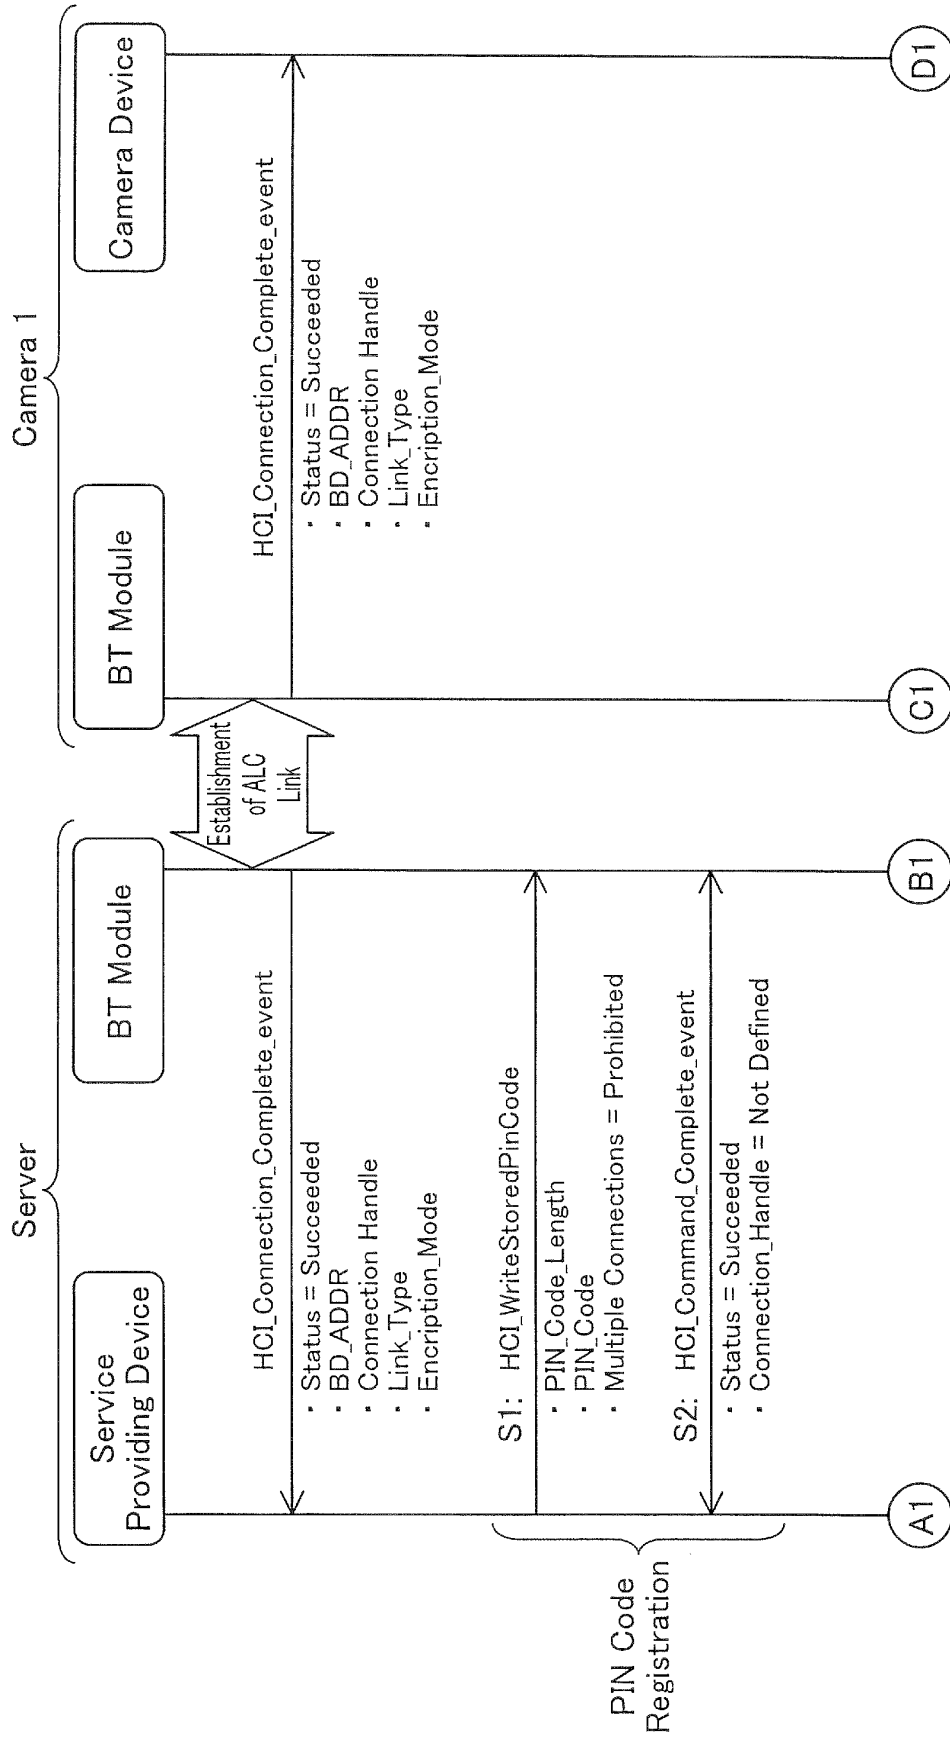 Server
Camera 1
Service
Providing Device
BT Module
BT Module
Camera Device
Establishment
of ALC
Link
HCI_Connection_Complete_event
· Status = Succeeded
· BD_ADDR
· Connection Handle
· Link_Type
· Encription_Mode
HCI_Connection_Complete_event
· Status = Succeeded
· BD_ADDR
· Connection Handle
· Link_Type
· Encription_Mode
PIN Code
Registration
S1: HCI_WriteStoredPinCode
· PIN_Code_Length
· PIN_Code
· Multiple Connections = Prohibited
S2: HCI_Command_Complete_event
· Status = Succeeded
· Connection_Handle = Not Defined
A1
B1
C1
D1